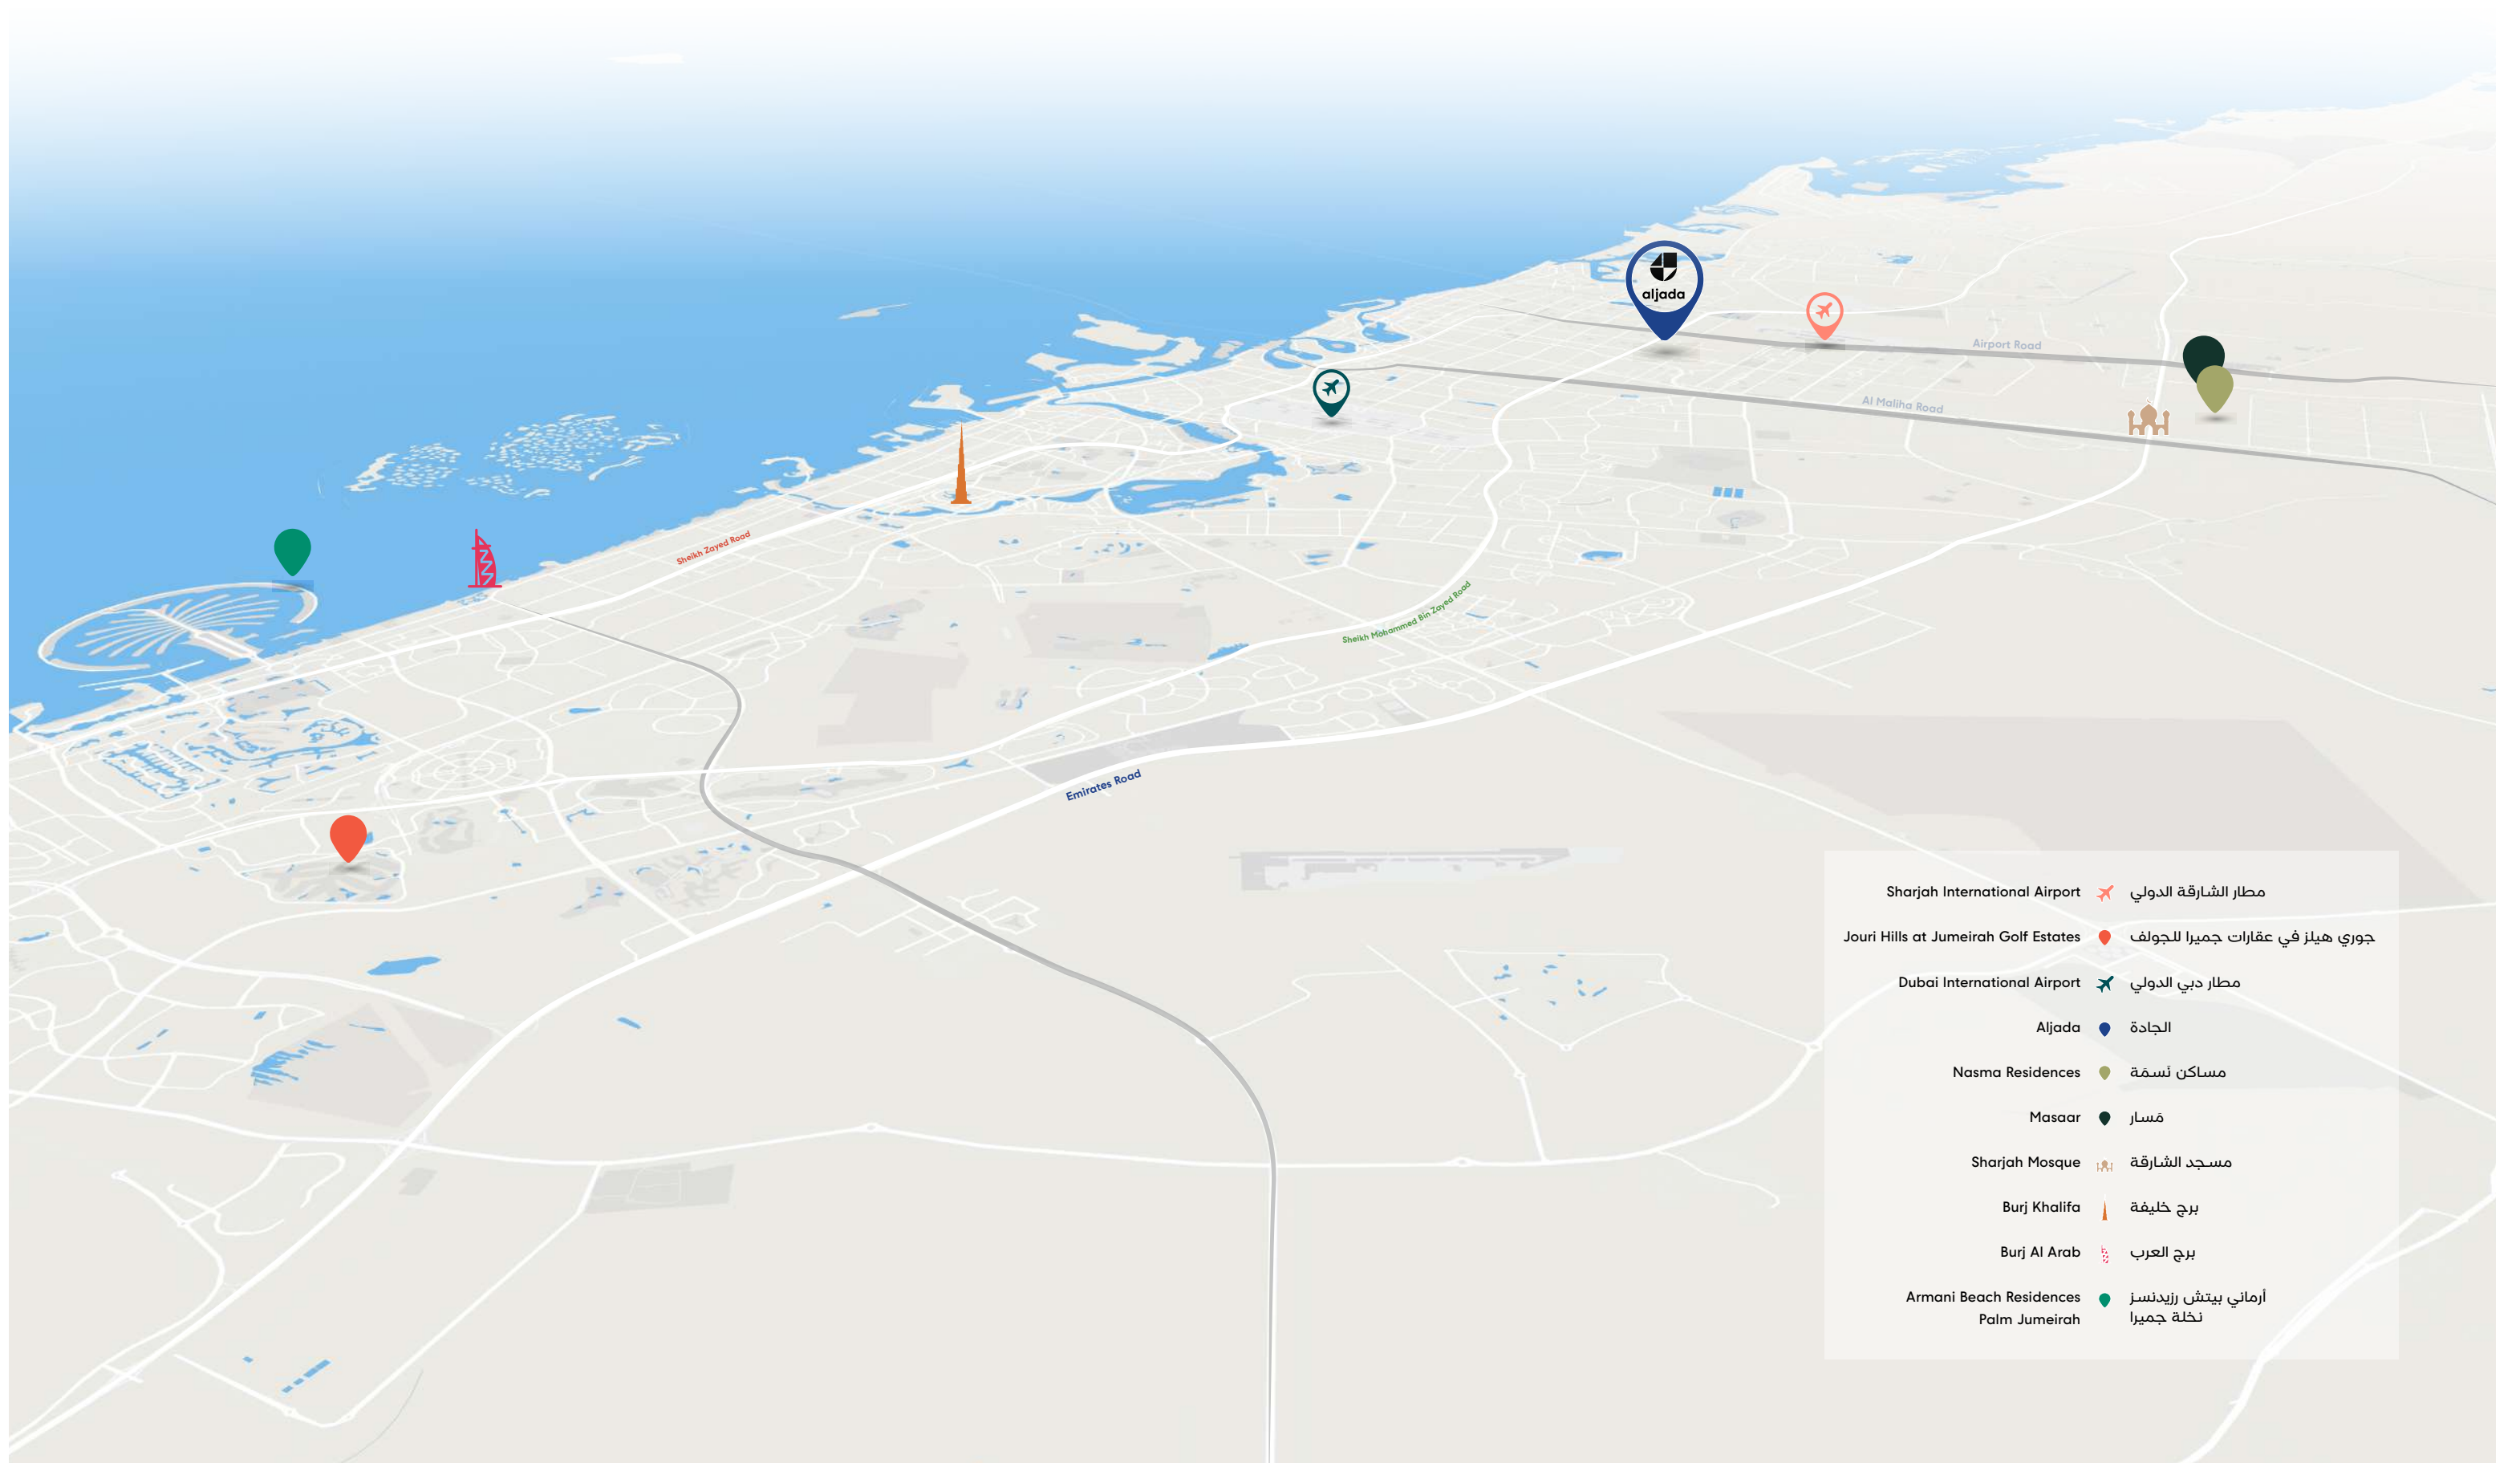 aljada
Airport Road
Al Maliha Road
Sheikh Zayed Road
Sheikh Mohammed Bin Zayed Road
Emirates Road
Sharjah International Airport مطار الشارقة الدولي
Jouri Hills at Jumeirah Golf Estates جوري هيلز في عقارات جميرا للجولف
Dubai International Airport مطار دبي الدولي
Aljada الجادة
Nasma Residences مساكن نَسمَة
Masaar مَسار
Sharjah Mosque مسجد الشارقة
Burj Khalifa برج خليفة
Burj Al Arab برج العرب
Armani Beach Residences أرماني بيتش رزيدنسز
Palm Jumeirah نخلة جميرا